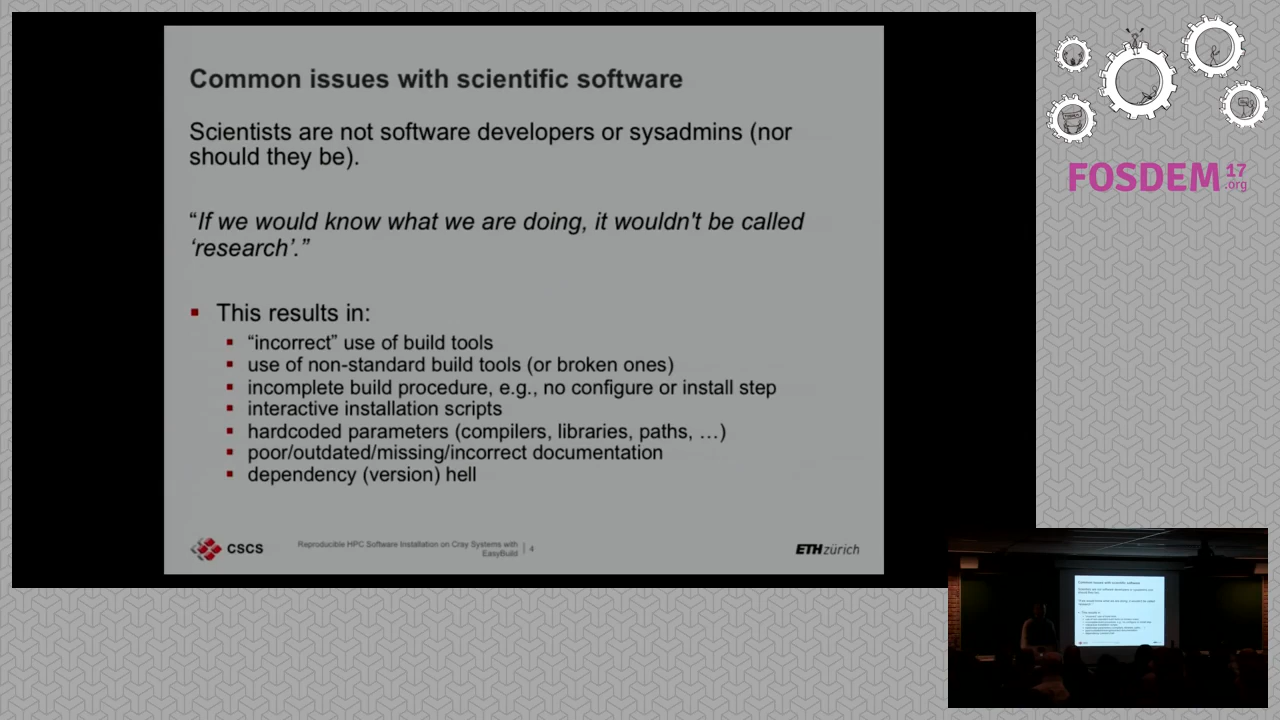 Common issues with scientific software
Scientists are not software developers or sysadmins (nor
should they be).
“If we would know what we are doing, it wouldn't be called
‘research’.”
This results in:
“incorrect” use of build tools
use of non-standard build tools (or broken ones)
incomplete build procedure, e.g., no configure or install step
interactive installation scripts
hardcoded parameters (compilers, libraries, paths, …)
poor/outdated/missing/incorrect documentation
dependency (version) hell
CSCS
Reproducible HPC Software Installation on Cray Systems with
EasyBuild
4
ETH zürich
FOSDEM 17
.org